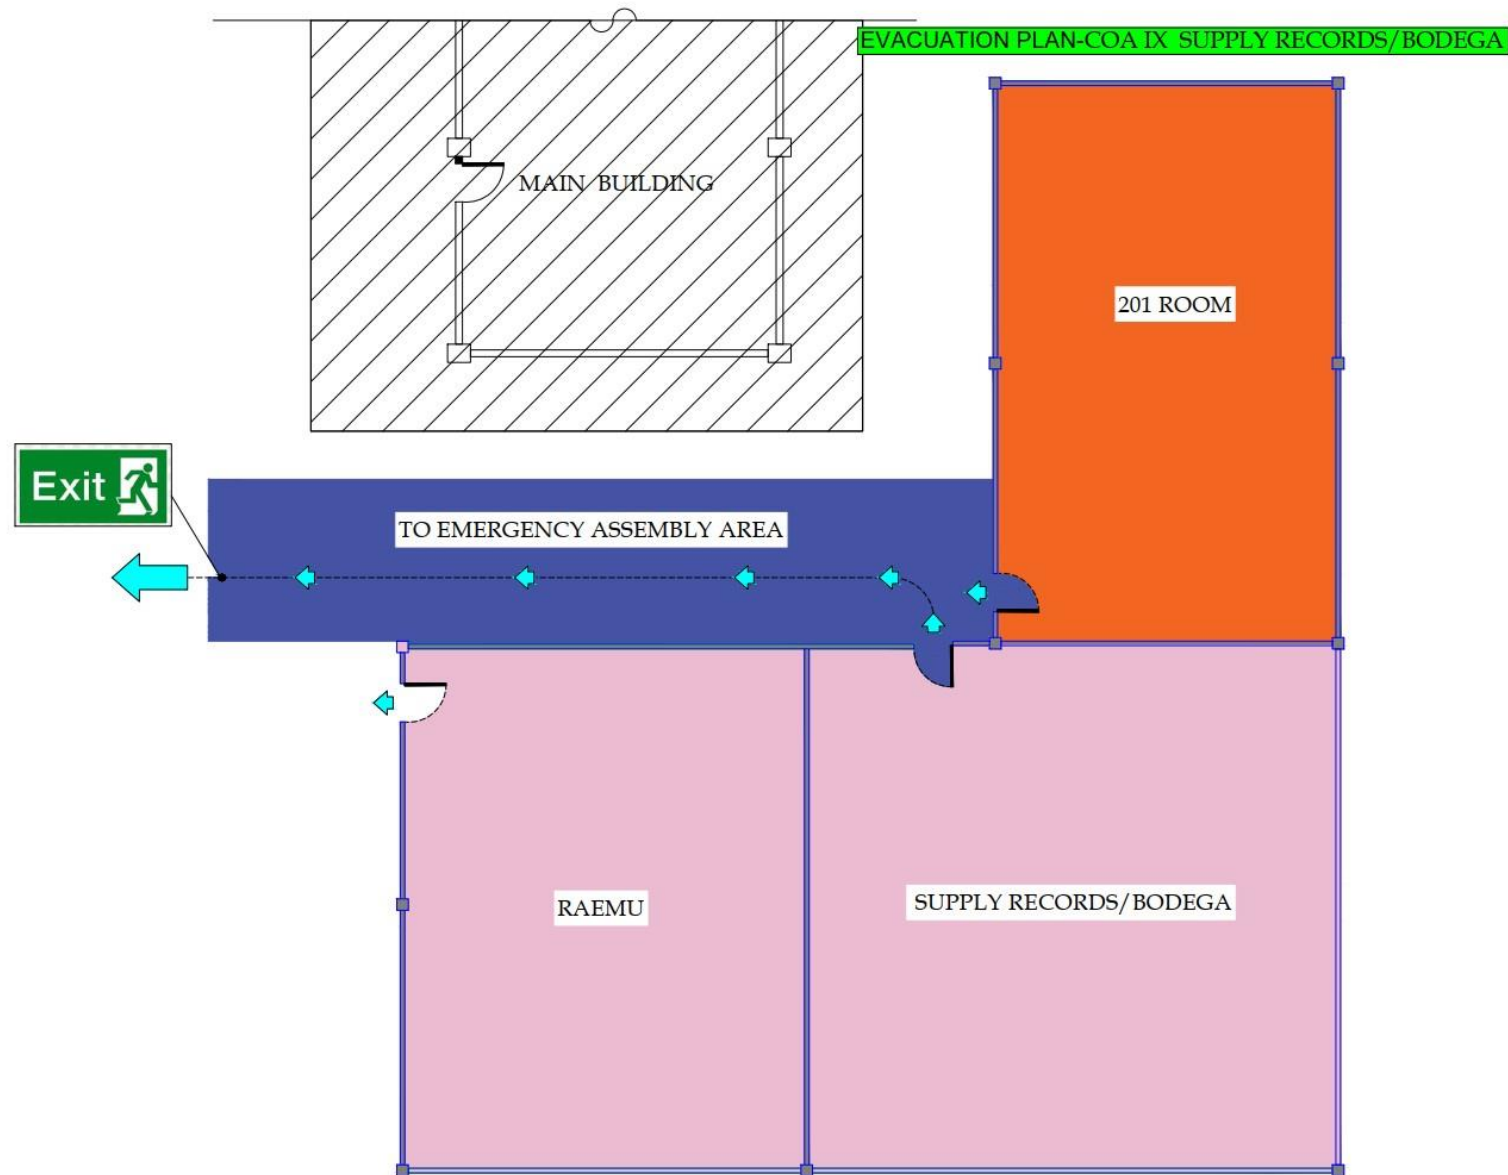 EVACUATION PLAN-COA IX SUPPLY RECORDS/BODEGA
MAIN BUILDING
201 ROOM
Exit
TO EMERGENCY ASSEMBLY AREA
RAEMU
SUPPLY RECORDS/BODEGA